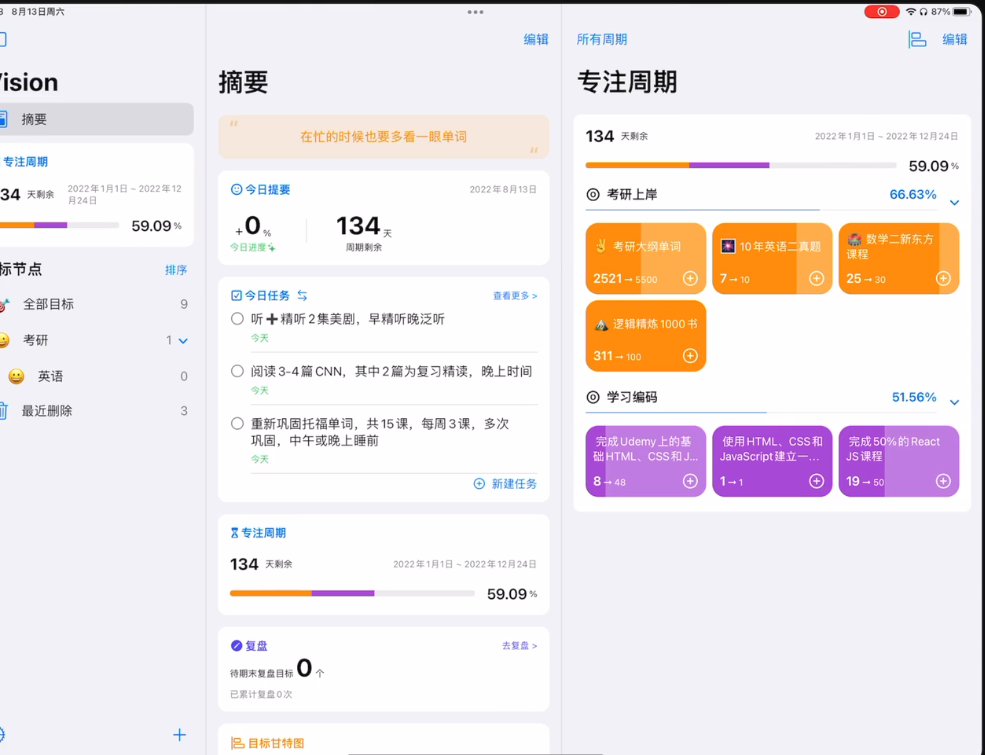 8月13日周六
87%
ision
摘要
专注周期
34 天剩余
2022年1月1日 ~ 2022年12月24日
59.09 %
标节点
排序
全部目标 9
考研 1
英语 0
最近删除 3
编辑
摘要
在忙的时候也要多看一眼单词
今日提要 2022年8月13日
+0 %
今日进度
134 天
周期剩余
今日任务
查看更多 >
听➕精听2集美剧，早精听晚泛听
今天
阅读3-4篇CNN，其中2篇为复习精读，晚上时间
今天
重新巩固托福单词，共15课，每周3课，多次
巩固，中午或晚上睡前
今天
新建任务
专注周期
134 天剩余
2022年1月1日 ~ 2022年12月24日
59.09 %
复盘
去复盘 >
待期末复盘目标 0 个
已累计复盘0次
目标甘特图
所有周期
编辑
专注周期
134 天剩余
2022年1月1日 ~ 2022年12月24日
59.09 %
考研上岸 66.63%
考研大纲单词
2521→5500
10年英语二真题
7→10
数学二新东方
课程
25→30
逻辑精炼1000书
311→100
学习编码 51.56%
完成Udemy上的基
础HTML、CSS和J...
8→48
使用HTML、CSS和
JavaScript建立一...
1→1
完成50%的React
JS课程
19→50